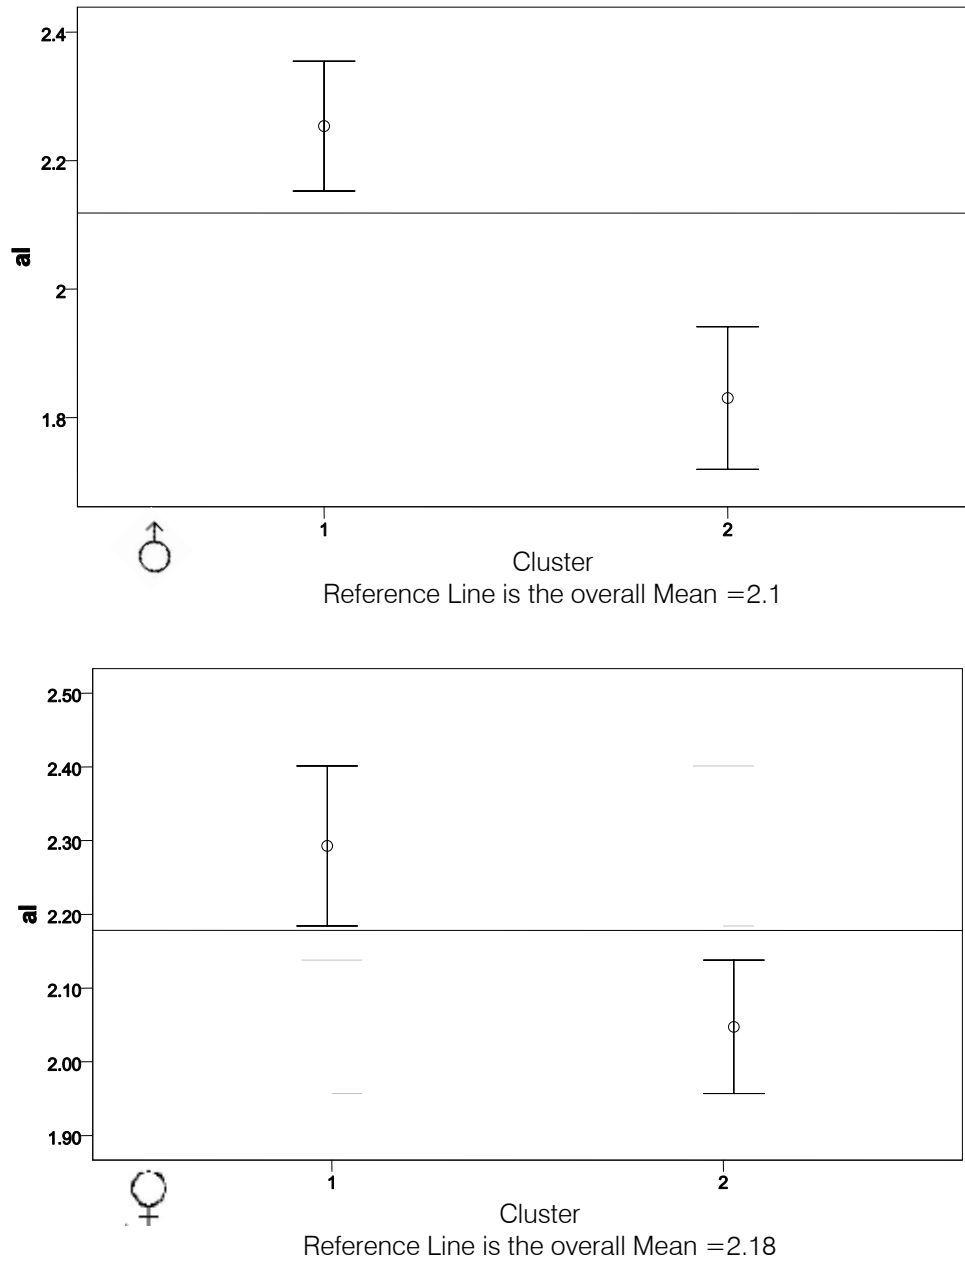 2.4
2.2
al
2
1.8
1 2
Cluster
Reference Line is the overall Mean =2.1
2.50
2.40
2.30
al 2.20
2.10
2.00
1.90
1 2
Cluster
Reference Line is the overall Mean =2.18